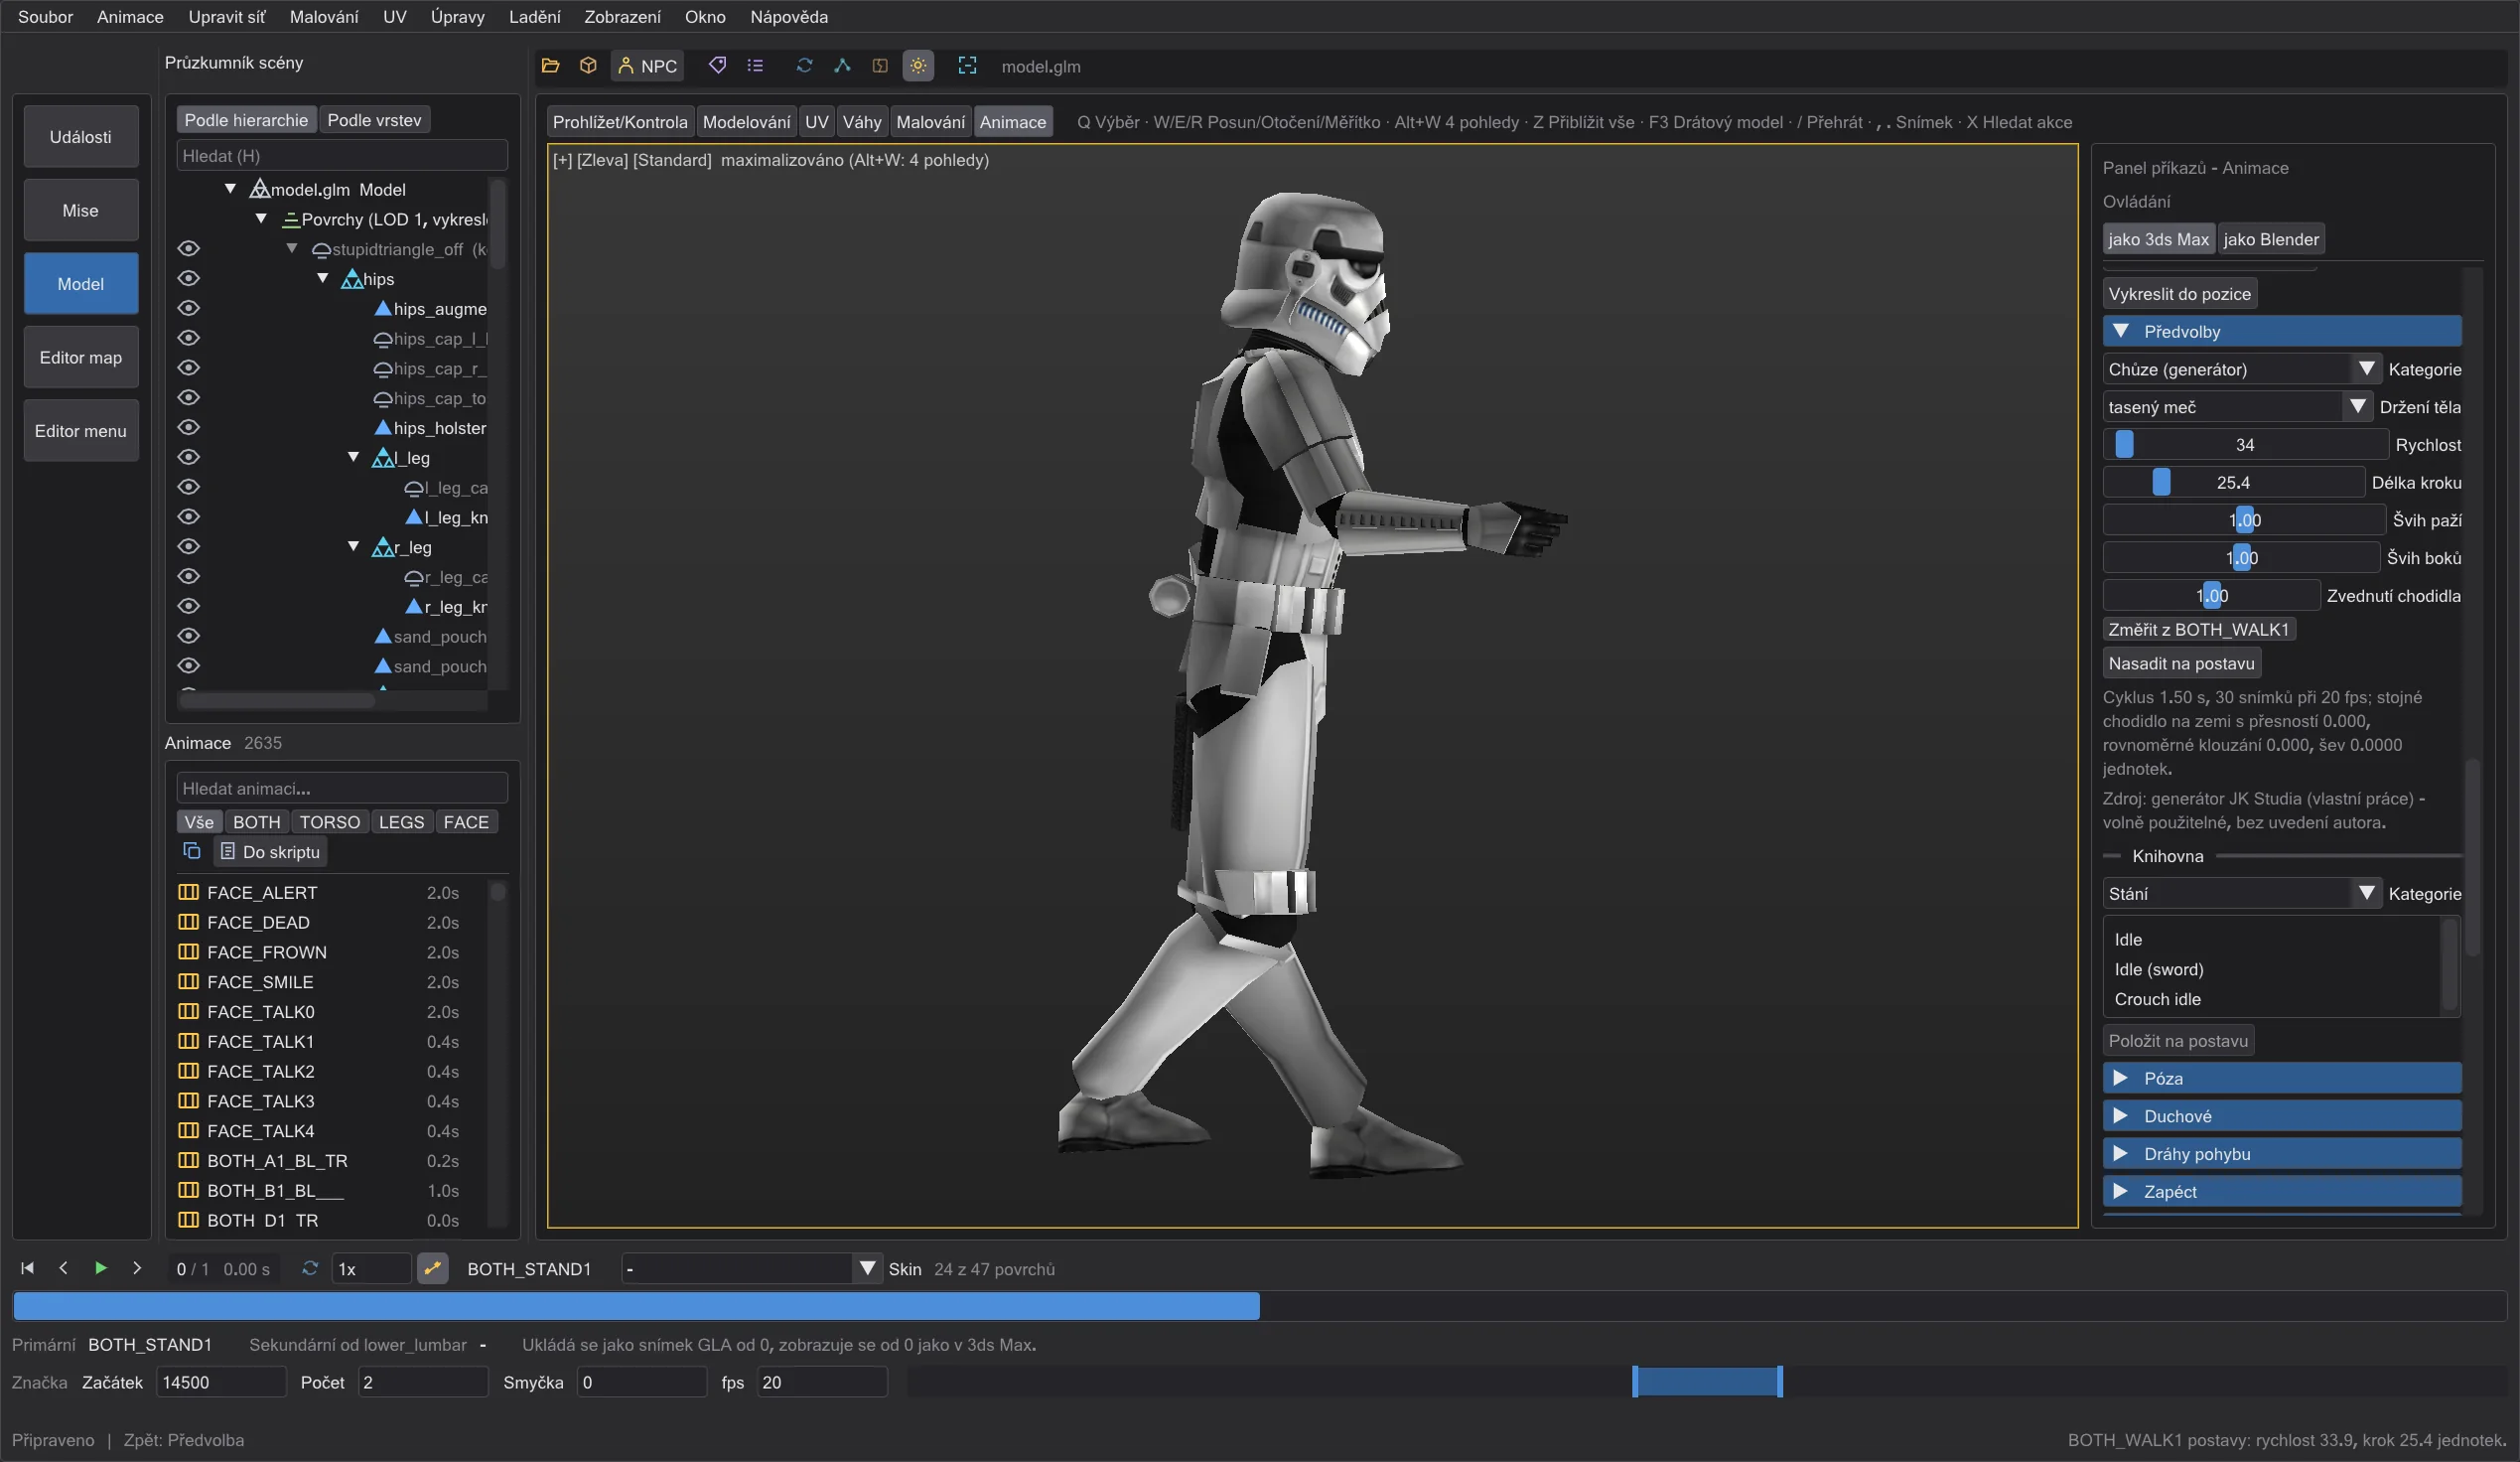 Soubor Animace Upravit síť Malování UV Úpravy Ladění Zobrazení Okno Nápověda
Události
Mise
Model
Editor map
Editor menu
Průzkumník scény
Podle hierarchie Podle vrstev
Hledat (H)
model.glm Model
Povrchy (LOD 1, vykresl
stupidtriangle_off (k
hips
hips_augme
hips_cap_l_
hips_cap_r_
hips_cap_to
hips_holster
l_leg
l_leg_ca
l_leg_kn
r_leg
r_leg_ca
r_leg_kn
sand_pouch
sand_pouch
Animace 2635
Hledat animaci...
Vše BOTH TORSO LEGS FACE
Do skriptu
FACE_ALERT 2.0s
FACE_DEAD 2.0s
FACE_FROWN 2.0s
FACE_SMILE 2.0s
FACE_TALK0 2.0s
FACE_TALK1 0.4s
FACE_TALK2 0.4s
FACE_TALK3 0.4s
FACE_TALK4 0.4s
BOTH_A1_BL_TR 0.2s
BOTH_B1_BL___ 1.0s
BOTH_D1_TR 0.0s
NPC model.glm
Prohlížet/Kontrola Modelování UV Váhy Malování Animace Q Výběr · W/E/R Posun/Otočení/Měřítko · Alt+W 4 pohledy · Z Přiblížit vše · F3 Drátový model · / Přehrát · , . Snímek · X Hledat akce
[+] [Zleva] [Standard] maximalizováno (Alt+W: 4 pohledy)
Panel příkazů - Animace
Ovládání
jako 3ds Max jako Blender
Vykreslit do pozice
Předvolby
Chůze (generátor) Kategorie
tasený meč Držení těla
34 Rychlost
25.4 Délka kroku
1.00 Švih paží
1.00 Švih boků
1.00 Zvednutí chodidla
Změřit z BOTH_WALK1
Nasadit na postavu
Cyklus 1.50 s, 30 snímků při 20 fps; stojné
chodidlo na zemi s přesností 0.000,
rovnoměrné klouzání 0.000, šev 0.0000
jednotek.
Zdroj: generátor JK Studia (vlastní práce) -
volně použitelné, bez uvedení autora.
Knihovna
Stání Kategorie
Idle
Idle (sword)
Crouch idle
Položit na postavu
Póza
Duchové
Dráhy pohybu
Zapéct
0 / 1 0.00 s 1x BOTH_STAND1 - Skin 24 z 47 povrchů
Primární BOTH_STAND1 Sekundární od lower_lumbar - Ukládá se jako snímek GLA od 0, zobrazuje se od 0 jako v 3ds Max.
Značka Začátek 14500 Počet 2 Smyčka 0 fps 20
Připraveno | Zpět: Předvolba
BOTH_WALK1 postavy: rychlost 33.9, krok 25.4 jednotek.